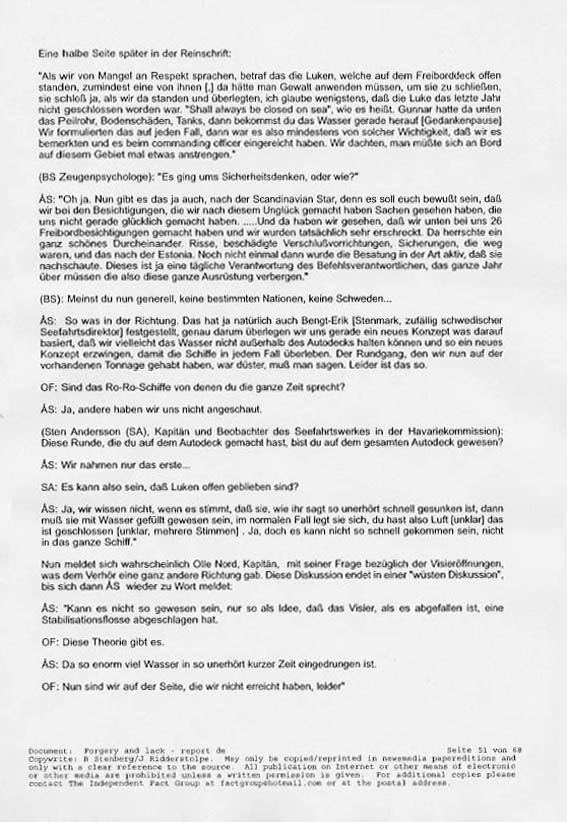 Eine halbe Seite später in der Reinschrift:
"Als wir von Mangel an Respekt sprachen, betraf das die Luken, welche auf dem Freiborddeck offen
standen, zumindest eine von ihnen [,] da hätte man Gewalt anwenden müssen, um sie zu schließen,
sie schloß ja, als wir da standen und überlegten, ich glaube wenigstens, daß die Luke das letzte Jahr
nicht geschlossen worden war. "Shall always be closed on sea", wie es heißt. Gunnar hatte da unten
das Peilrohr, Bodenschäden, Tanks, dann bekommst du das Wasser gerade herauf [Gedankenpause]
Wir formulierten das auf jeden Fall, dann war es also mindestens von solcher Wichtigkeit, daß wir es
bemerkten und es beim commanding officer eingereicht haben. Wir dachten, man müßte sich an Bord
auf diesem Gebiet mal etwas anstrengen."
(BS Zeugenpsychologe): "Es ging ums Sicherheitsdenken, oder wie?"
ÅS: "Oh ja. Nun gibt es das ja auch, nach der Scandinavian Star, denn es soll euch bewußt sein, daß
wir bei den Besichtigungen, die wir nach diesem Unglück gemacht haben Sachen gesehen haben, die
uns nicht gerade glücklich gemacht haben. .....Und da haben wir gesehen, daß wir unten bei uns 26
Freibordbesichtigungen gemacht haben und wir wurden tatsächlich sehr erschreckt. Da herrschte ein
ganz schönes Durcheinander. Risse, beschädigte Verschlußvorrichtungen, Sicherungen, die weg
waren, und das nach der Estonia. Noch nicht einmal dann wurde die Besatung in der Art aktiv, daß sie
nachschaute. Dieses ist ja eine tägliche Verantwortung des Befehlsverantwortlichen, das ganze Jahr
über müssen die also diese ganze Ausrüstung verbergen."
(BS): Meinst du nun generell, keine bestimmten Nationen, keine Schweden...
ÅS: So was in der Richtung. Das hat ja natürlich auch Bengt-Erik [Stenmark, zufällig schwedischer
Seefahrtsdirektor] festgestellt, genau darum überlegen wir uns gerade ein neues Konzept was darauf
basiert, daß wir vielleicht das Wasser nicht außerhalb des Autodecks halten können und so ein neues
Konzept erzwingen, damit die Schiffe in jedem Fall überleben. Der Rundgang, den wir nun auf der
vorhandenen Tonnage gehabt haben, war düster, muß man sagen. Leider ist das so.
OF: Sind das Ro-Ro-Schiffe von denen du die ganze Zeit sprecht?
ÅS: Ja, andere haben wir uns nicht angeschaut.
(Sten Andersson (SA), Kapitän und Beobachter des Seefahrtswerkes in der Havariekommission):
Diese Runde, die du auf dem Autodeck gemacht hast, bist du auf dem gesamten Autodeck gewesen?
ÅS: Wir nahmen nur das erste...
SA: Es kann also sein, daß Luken offen geblieben sind?
ÅS: Ja, wir wissen nicht, wenn es stimmt, daß sie, wie ihr sagt so unerhört schnell gesunken ist, dann
muß sie mit Wasser gefüllt gewesen sein, im normalen Fall legt sie sich, du hast also Luft [unklar] das
ist geschlossen [unklar, mehrere Stimmen] . Ja, doch es kann nicht so schnell gekommen sein, nicht
in das ganze Schiff."
Nun meldet sich wahrscheinlich Olle Nord, Kapitän, mit seiner Frage bezüglich der Visieröffnungen,
was dem Verhör eine ganz andere Richtung gab. Diese Diskussion endet in einer "wüsten Diskussion",
bis sich dann ÅS wieder zu Wort meldet:
ÅS: "Kann es nicht so gewesen sein, nur so als Idee, daß das Visier, als es abgefallen ist, eine
Stabilisationsflosse abgeschlagen hat.
OF: Diese Theorie gibt es.
ÅS: Da so enorm viel Wasser in so unerhört kurzer Zeit eingedrungen ist.
OF: Nun sind wir auf der Seite, die wir nicht erreicht haben, leider"
Document: Forgery and lack - report de Seite 51 von 68
Copywrite: B Stenberg/J Ridderstolpe. May only be copied/reprinted in newsmedia papereditions and
only with a clear reference to the source. All publication on Internet or other means of electronic
or other media are prohibited unless a written permission is given. For additional copies please
contact The Independent Fact Group at factgroup@hotmail.com or at the postal address.